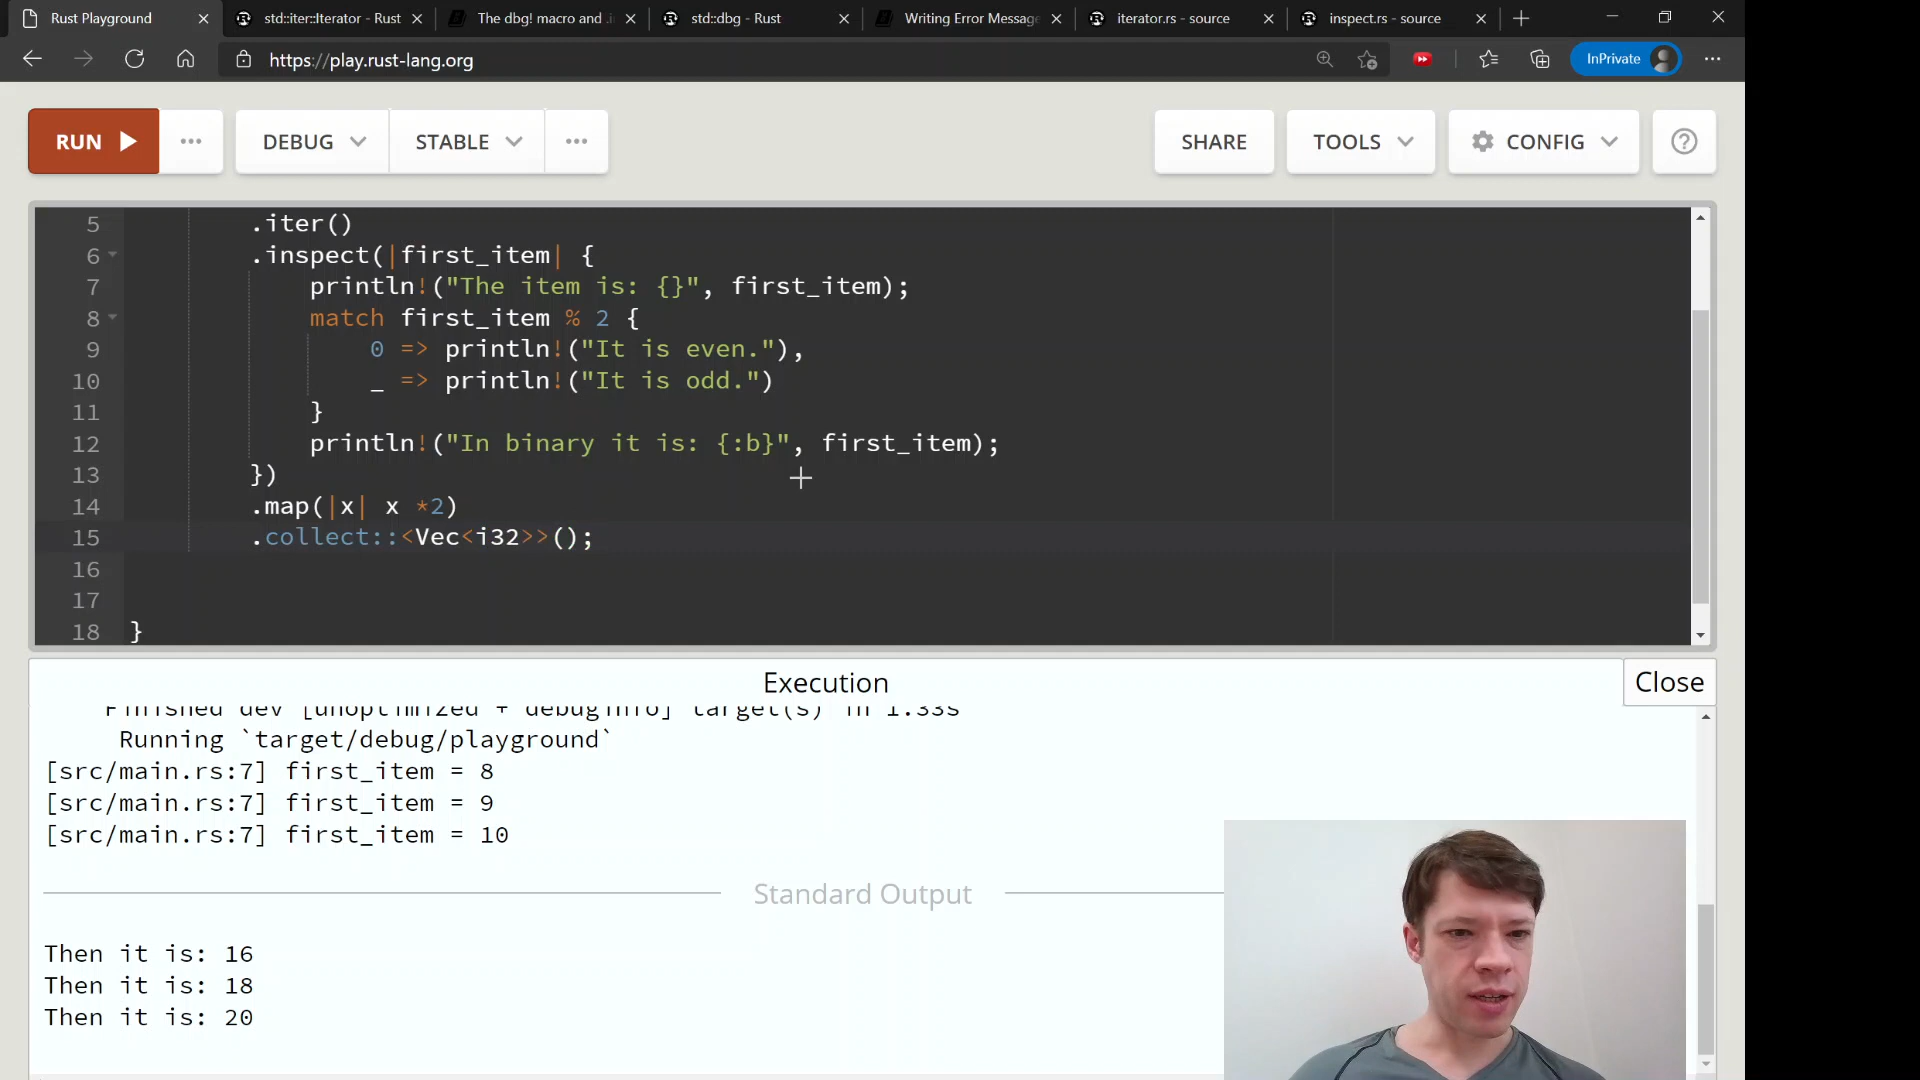 Rust Playground
std::iter::Iterator - Rust
The dbg! macro and .i
std::dbg - Rust
Writing Error Message
iterator.rs - source
inspect.rs - source
https://play.rust-lang.org
InPrivate
RUN
DEBUG
STABLE
SHARE
TOOLS
CONFIG
5 .iter()
6 .inspect(|first_item| {
7 println!("The item is: {}", first_item);
8 match first_item % 2 {
9 0 => println!("It is even."),
10 _ => println!("It is odd.")
11 }
12 println!("In binary it is: {:b}", first_item);
13 })
14 .map(|x| x *2)
15 .collect::<Vec<i32>>();
16
17
18 }
Execution
Close
Finished dev [unoptimized + debuginfo] target(s) in 1.33s
Running `target/debug/playground`
[src/main.rs:7] first_item = 8
[src/main.rs:7] first_item = 9
[src/main.rs:7] first_item = 10
Standard Output
Then it is: 16
Then it is: 18
Then it is: 20